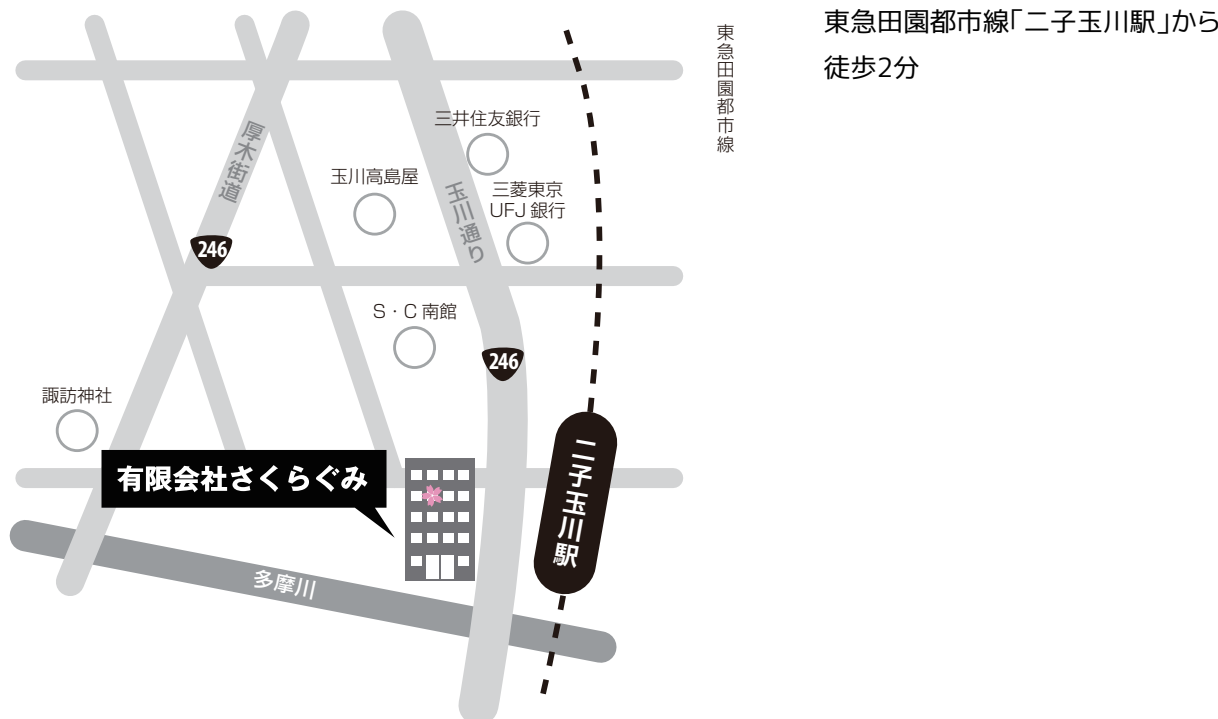 東急田園都市線「二子玉川駅」から
徒歩2分
東急田園都市線
三井住友銀行
厚木街道
玉川高島屋
玉川通り
三菱東京
UFJ 銀行
246
S・C 南館
246
諏訪神社
二子玉川駅
有限会社さくらぐみ
多摩川